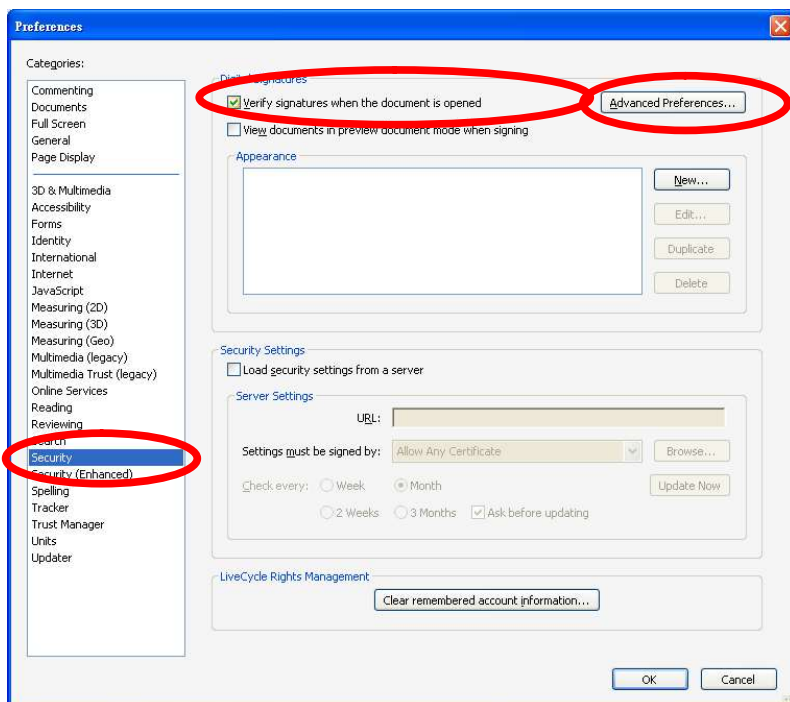 Preferences
Categories:
Commenting
Documents
Full Screen
General
Page Display
3D & Multimedia
Accessibility
Forms
Identity
International
Internet
JavaScript
Measuring (2D)
Measuring (3D)
Measuring (Geo)
Multimedia (legacy)
Multimedia Trust (legacy)
Online Services
Reading
Reviewing
Search
Security
Security (Enhanced)
Spelling
Tracker
Trust Manager
Units
Updater
Digital Signatures
Verify signatures when the document is opened
Advanced Preferences...
View documents in preview document mode when signing
Appearance
New...
Edit...
Duplicate
Delete
Security Settings
Load security settings from a server
Server Settings
URL:
Settings must be signed by: Allow Any Certificate Browse...
Check every: Week Month Update Now
2 Weeks 3 Months Ask before updating
LiveCycle Rights Management
Clear remembered account information...
OK Cancel